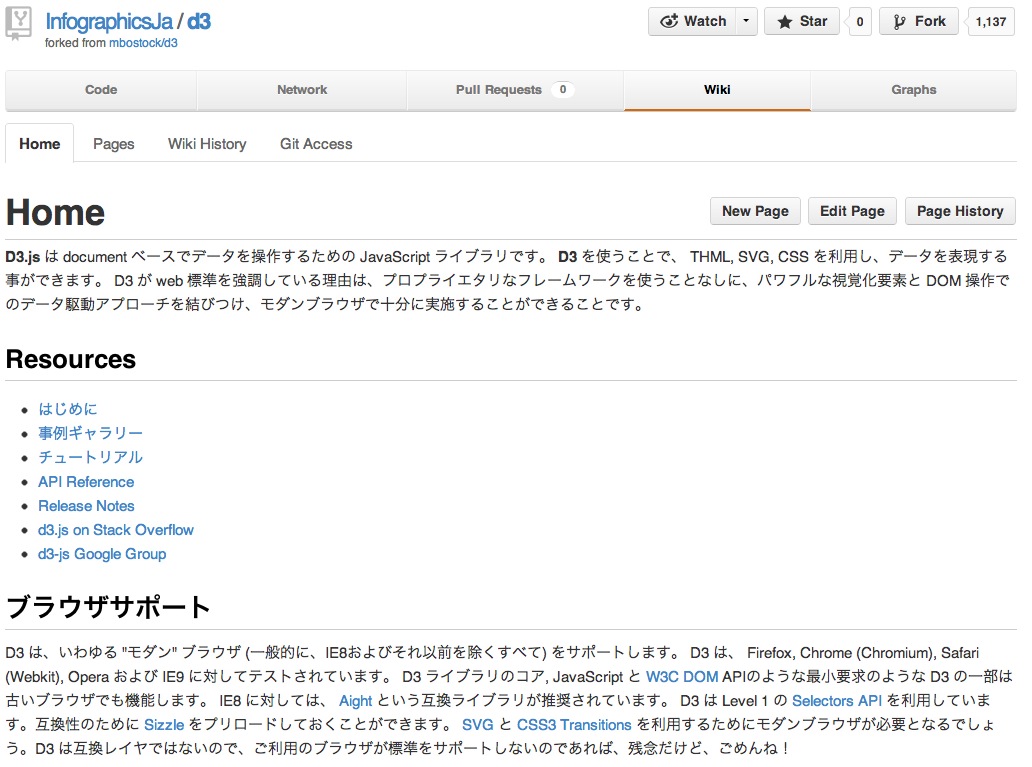 InfographicsJa / d3
forked from mbostock/d3
Watch
Star 0
Fork 1,137
Code Network Pull Requests 0 Wiki Graphs
Home Pages Wiki History Git Access
Home
New Page Edit Page Page History
D3.js は document ベースでデータを操作するための JavaScript ライブラリです。 D3 を使うことで、 THML, SVG, CSS を利用し、データを表現する
事ができます。 D3 が web 標準を強調している理由は、プロプライエタリなフレームワークを使うことなしに、パワフルな視覚化要素と DOM 操作で
のデータ駆動アプローチを結びつけ、モダンブラウザで十分に実施することができることです。
Resources
はじめに
事例ギャラリー
チュートリアル
API Reference
Release Notes
d3.js on Stack Overflow
d3-js Google Group
ブラウザサポート
D3 は、いわゆる "モダン" ブラウザ (一般的に、IE8およびそれ以前を除くすべて) をサポートします。 D3 は、 Firefox, Chrome (Chromium), Safari
(Webkit), Opera および IE9 に対してテストされています。 D3 ライブラリのコア, JavaScript と W3C DOM APIのような最小要求のような D3 の一部は
古いブラウザでも機能します。 IE8 に対しては、 Aight という互換ライブラリが推奨されています。 D3 は Level 1 の Selectors API を利用していま
す。互換性のために Sizzle をプリロードしておくことができます。 SVG と CSS3 Transitions を利用するためにモダンブラウザが必要となるでしょ
う。D3 は互換レイヤではないので、ご利用のブラウザが標準をサポートしないのであれば、残念だけど、ごめんね！